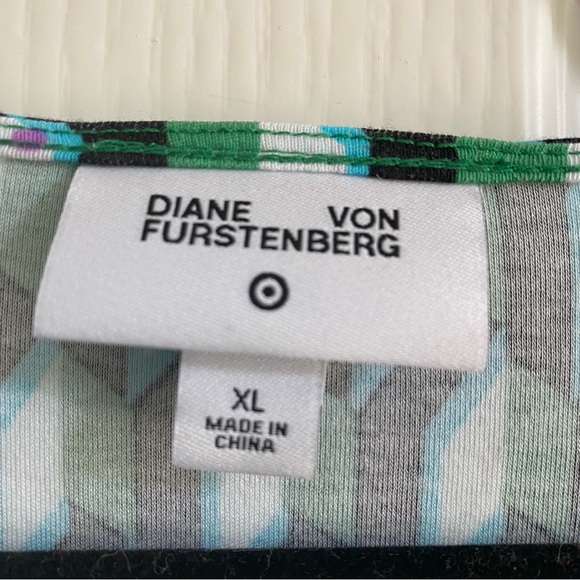 DIANE VON
FURSTENBERG
XL
MADE IN
CHINA